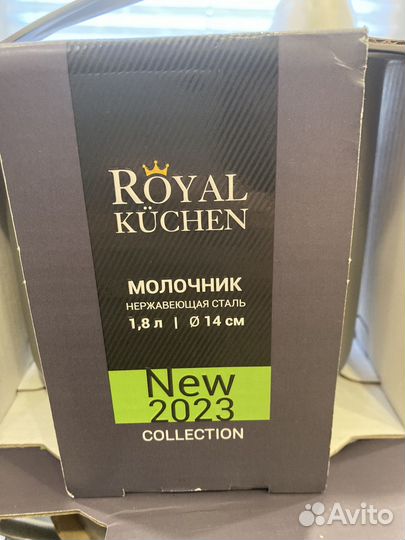 ROYAL
KÜCHEN
МОЛОЧНИК
НЕРЖАВЕЮЩАЯ СТАЛЬ
1,8 л | Ø 14 см
New
2023
COLLECTION
Avito